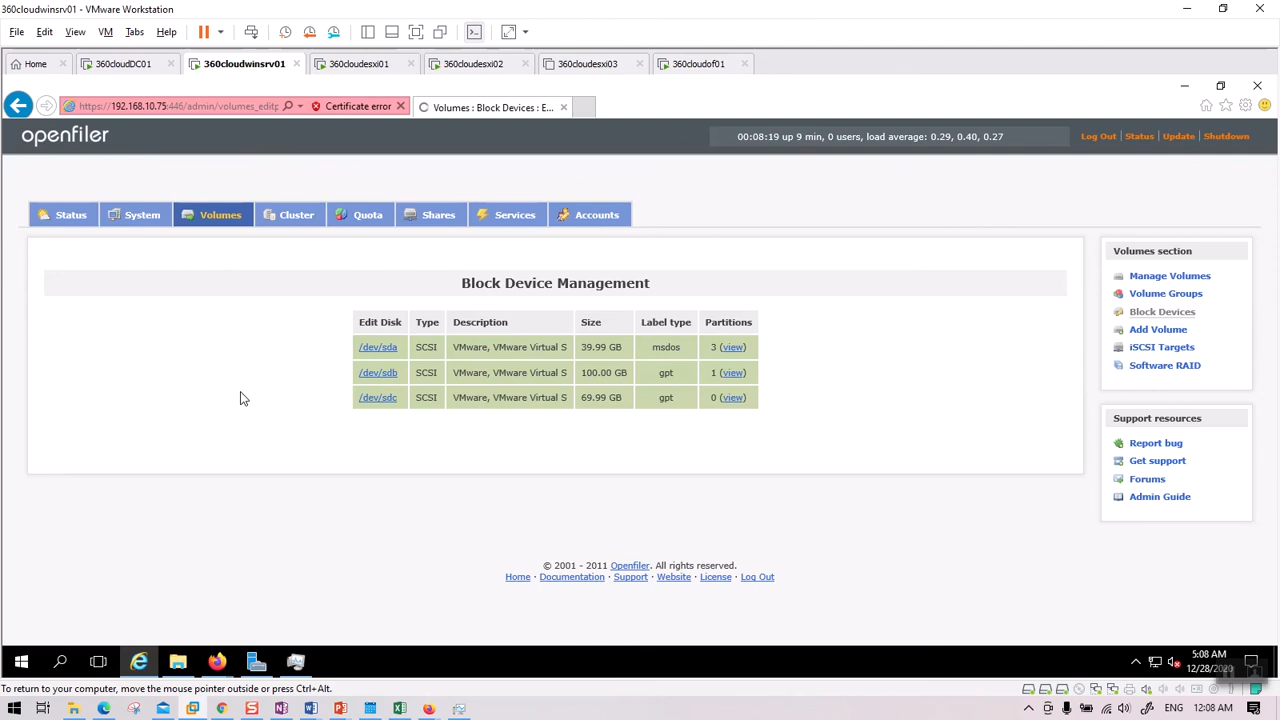 360cloudwinsrv01 - VMware Workstation
File Edit View VM Tabs Help
Home 360cloudDC01 360cloudwinsrv01 360cloudesxi01 360cloudesxi02 360cloudesxi03 360cloudof01
https://192.168.10.75:446/admin/volumes_editp Certificate error Volumes : Block Devices : E...
openfiler 00:08:19 up 9 min, 0 users, load average: 0.29, 0.40, 0.27 Log Out Status Update Shutdown
Status System Volumes Cluster Quota Shares Services Accounts
Block Device Management
Edit Disk Type Description Size Label type Partitions
/dev/sda SCSI VMware, VMware Virtual S 39.99 GB msdos 3 (view)
/dev/sdb SCSI VMware, VMware Virtual S 100.00 GB gpt 1 (view)
/dev/sdc SCSI VMware, VMware Virtual S 69.99 GB gpt 0 (view)
Volumes section
Manage Volumes
Volume Groups
Block Devices
Add Volume
iSCSI Targets
Software RAID
Support resources
Report bug
Get support
Forums
Admin Guide
© 2001 - 2011 Openfiler. All rights reserved.
Home · Documentation · Support · Website · License · Log Out
5:08 AM
12/28/2020
To return to your computer, move the mouse pointer outside or press Ctrl+Alt.
ENG 12:08 AM